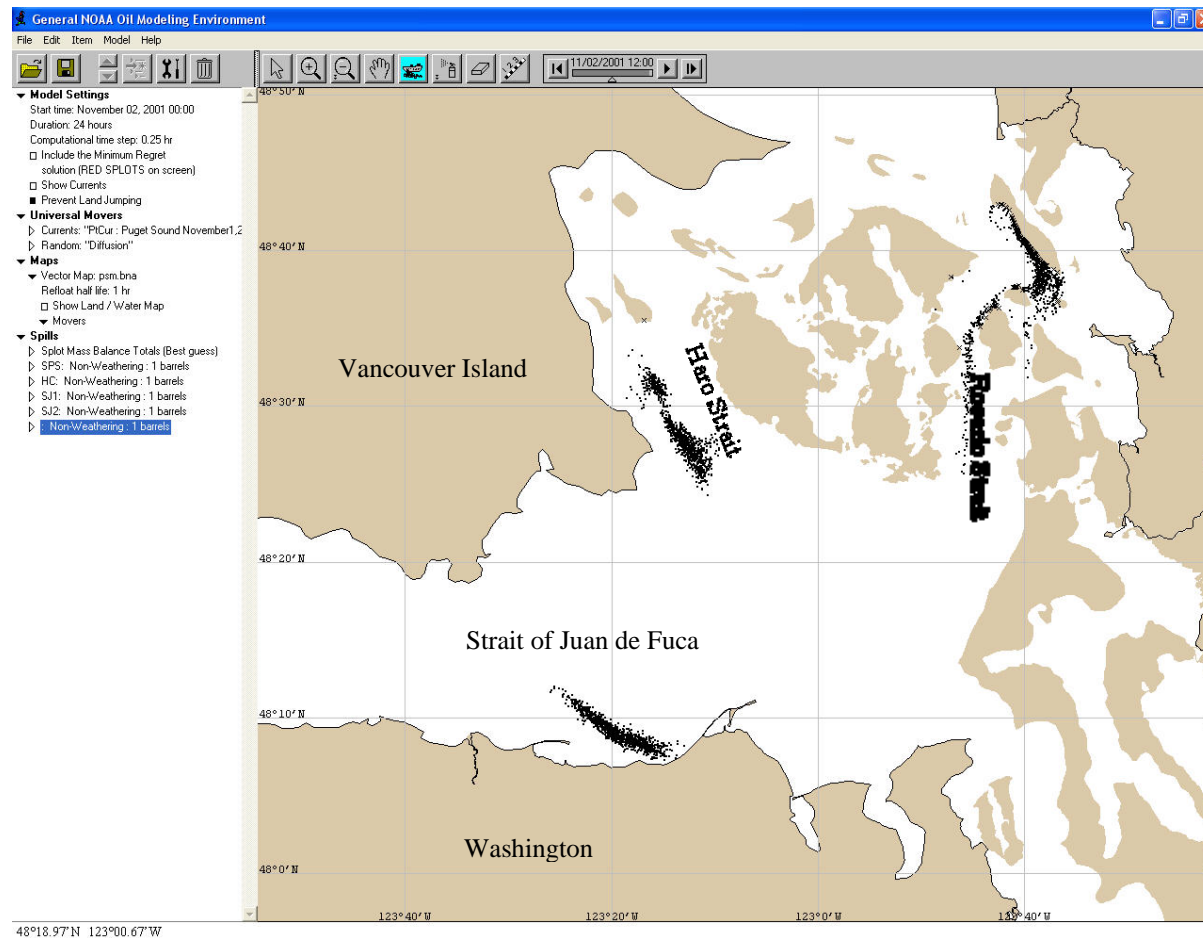 General NOAA Oil Modeling Environment
File Edit Item Model Help
11/02/2001 12:00
Model Settings
Start time: November 02, 2001 00:00
Duration: 24 hours
Computational time step: 0.25 hr
Include the Minimum Regret
solution (RED SPLOTS on screen)
Show Currents
Prevent Land Jumping
Universal Movers
Currents: "PtCur : Puget Sound November1,2
Random: "Diffusion"
Maps
Vector Map: psm.bna
Refloat half life: 1 hr
Show Land / Water Map
Movers
Spills
Splot Mass Balance Totals (Best guess)
SPS: Non-Weathering : 1 barrels
HC: Non-Weathering : 1 barrels
SJ1: Non-Weathering : 1 barrels
SJ2: Non-Weathering : 1 barrels
: Non-Weathering : 1 barrels
48°50'N
48°40'N
Haro Strait
Vancouver Island
48°30'N
48°20'N
Strait of Juan de Fuca
48°10'N
Washington
48°0'N
123°40'W 123°20'W 123°0'W
48°18.97'N 123°00.67'W